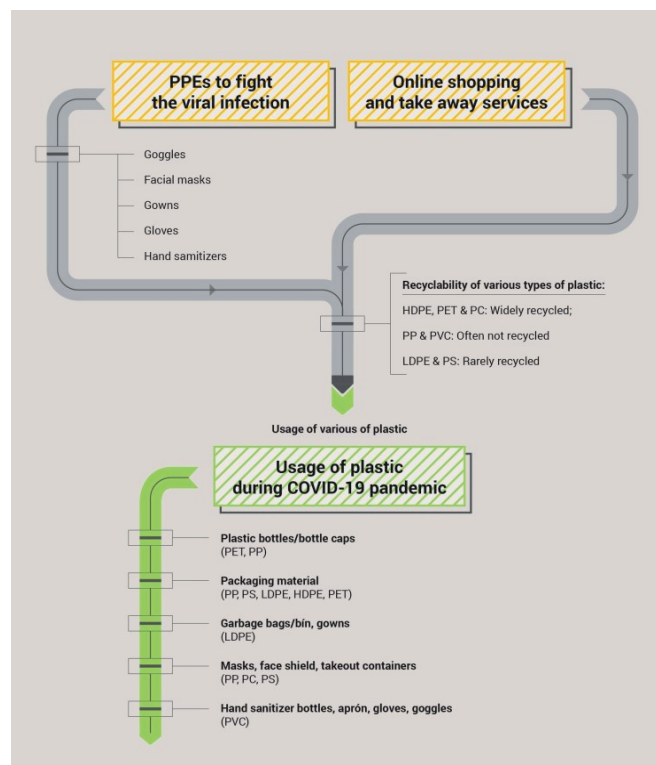 PPEs to fight
the viral infection
Online shopping
and take away services
Goggles
Facial masks
Gowns
Gloves
Hand samitizers
Recyclability of various types of plastic:
HDPE, PET & PC: Widely recycled;
PP & PVC: Often not recycled
LDPE & PS: Rarely recycled
Usage of various of plastic
Usage of plastic
during COVID-19 pandemic
Plastic bottles/bottle caps
(PET, PP)
Packaging material
(PP, PS, LDPE, HDPE, PET)
Garbage bags/bín, gowns
(LDPE)
Masks, face shield, takeout containers
(PP, PC, PS)
Hand sanitizer bottles, aprón, gloves, goggles
(PVC)